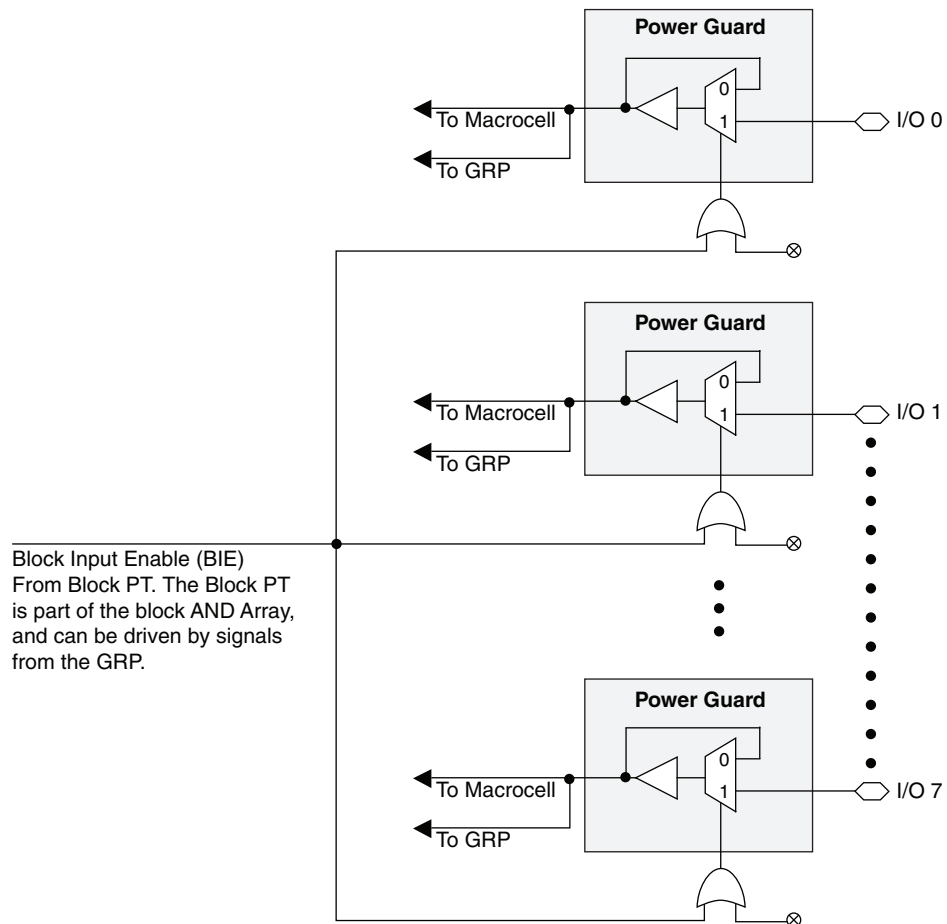 Power Guard
0
1
To Macrocell
To GRP
I/O 0
Power Guard
0
1
To Macrocell
To GRP
I/O 1
Block Input Enable (BIE)
From Block PT. The Block PT
is part of the block AND Array,
and can be driven by signals
from the GRP.
Power Guard
0
1
To Macrocell
To GRP
I/O 7